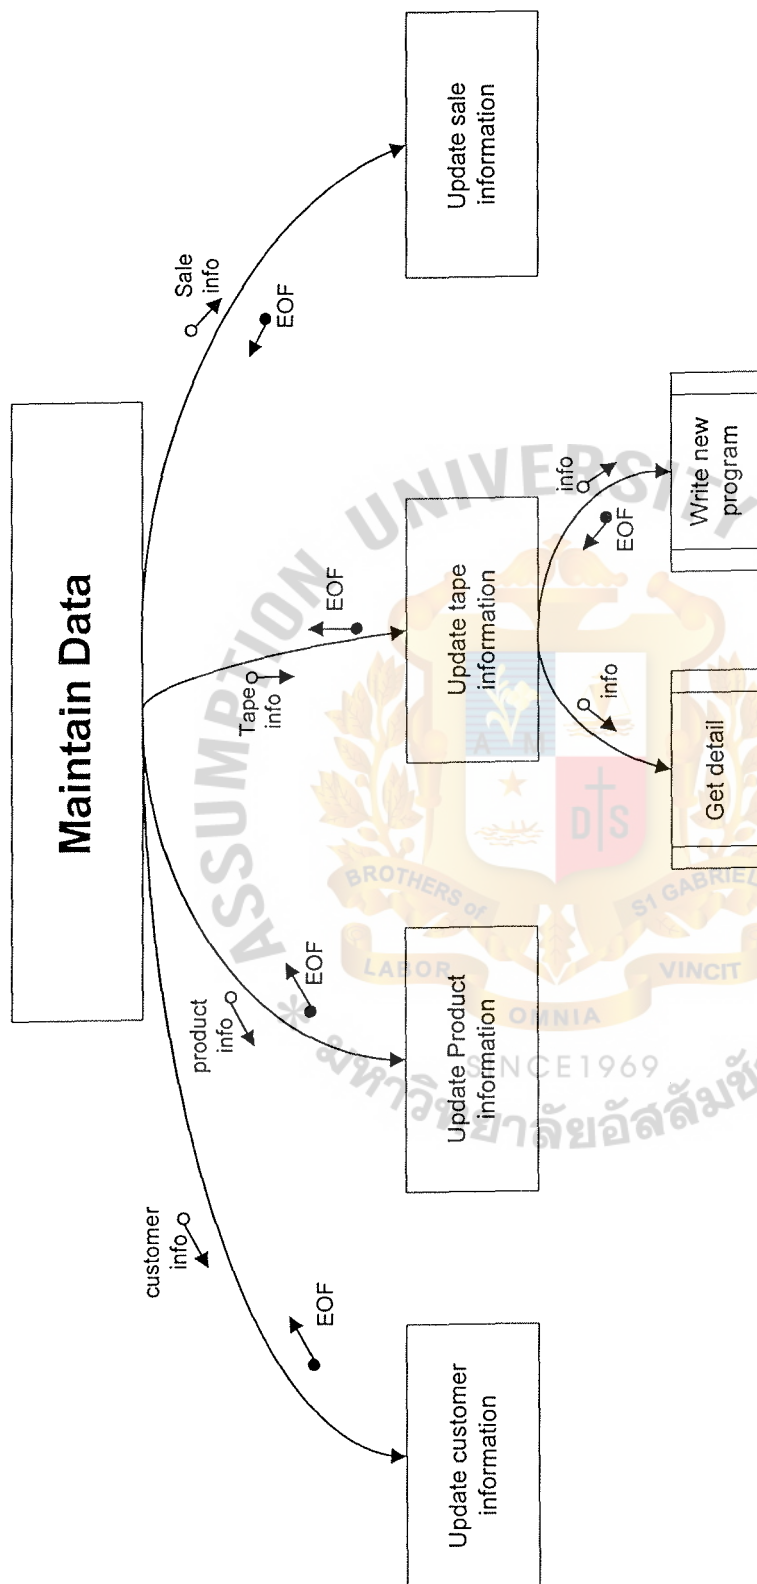 Maintain Data
customer
info
EOF
product
info
EOF
Tape
info
EOF
Sale
info
EOF
Update customer
information
Update Product
information
Update tape
information
Update sale
information
info
info
EOF
Get detail
Write new
program
ASSUMPTION UNIVERSITY
A M
D S
BROTHERS of
S1 GABRIEL
LABOR
VINCIT
OMNIA
SINCE1969